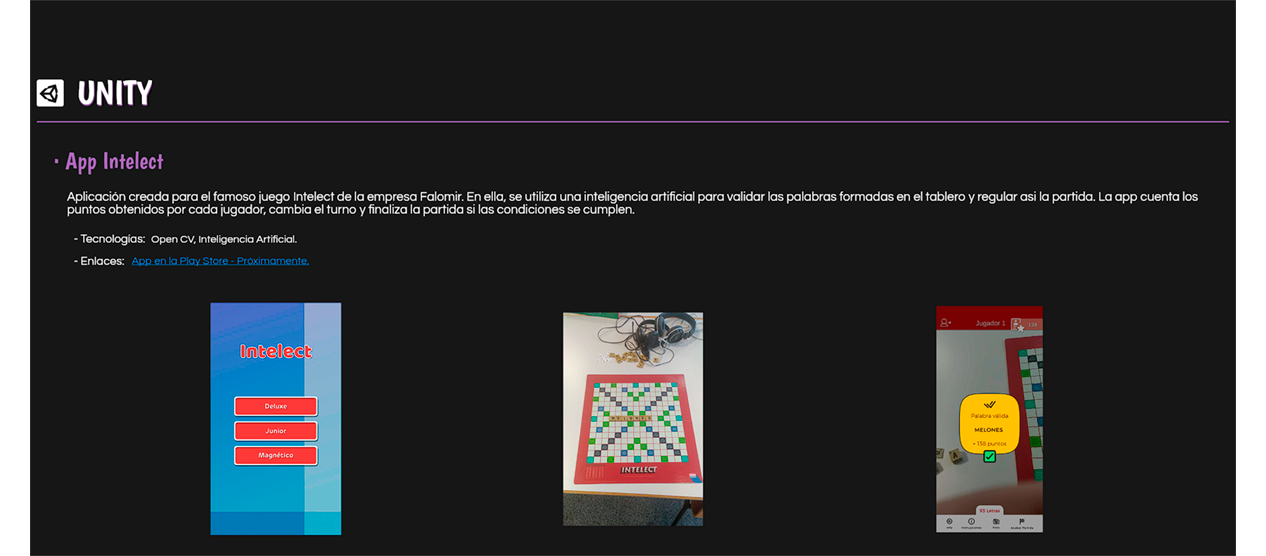 UNITY
· App Intelect
Aplicación creada para el famoso juego Intelect de la empresa Falomir. En ella, se utiliza una inteligencia artificial para validar las palabras formadas en el tablero y regular asi la partida. La app cuenta los
puntos obtenidos por cada jugador, cambia el turno y finaliza la partida si las condiciones se cumplen.
- Tecnologías: Open CV, Inteligencia Artificial.
- Enlaces: App en la Play Store - Próximamente.
Intelect
Deluxe
Junior
Magnético
MELONES
INTELECT
Jugador 1
Palabra válida
MELONES
+ 138 puntos
93 Letras